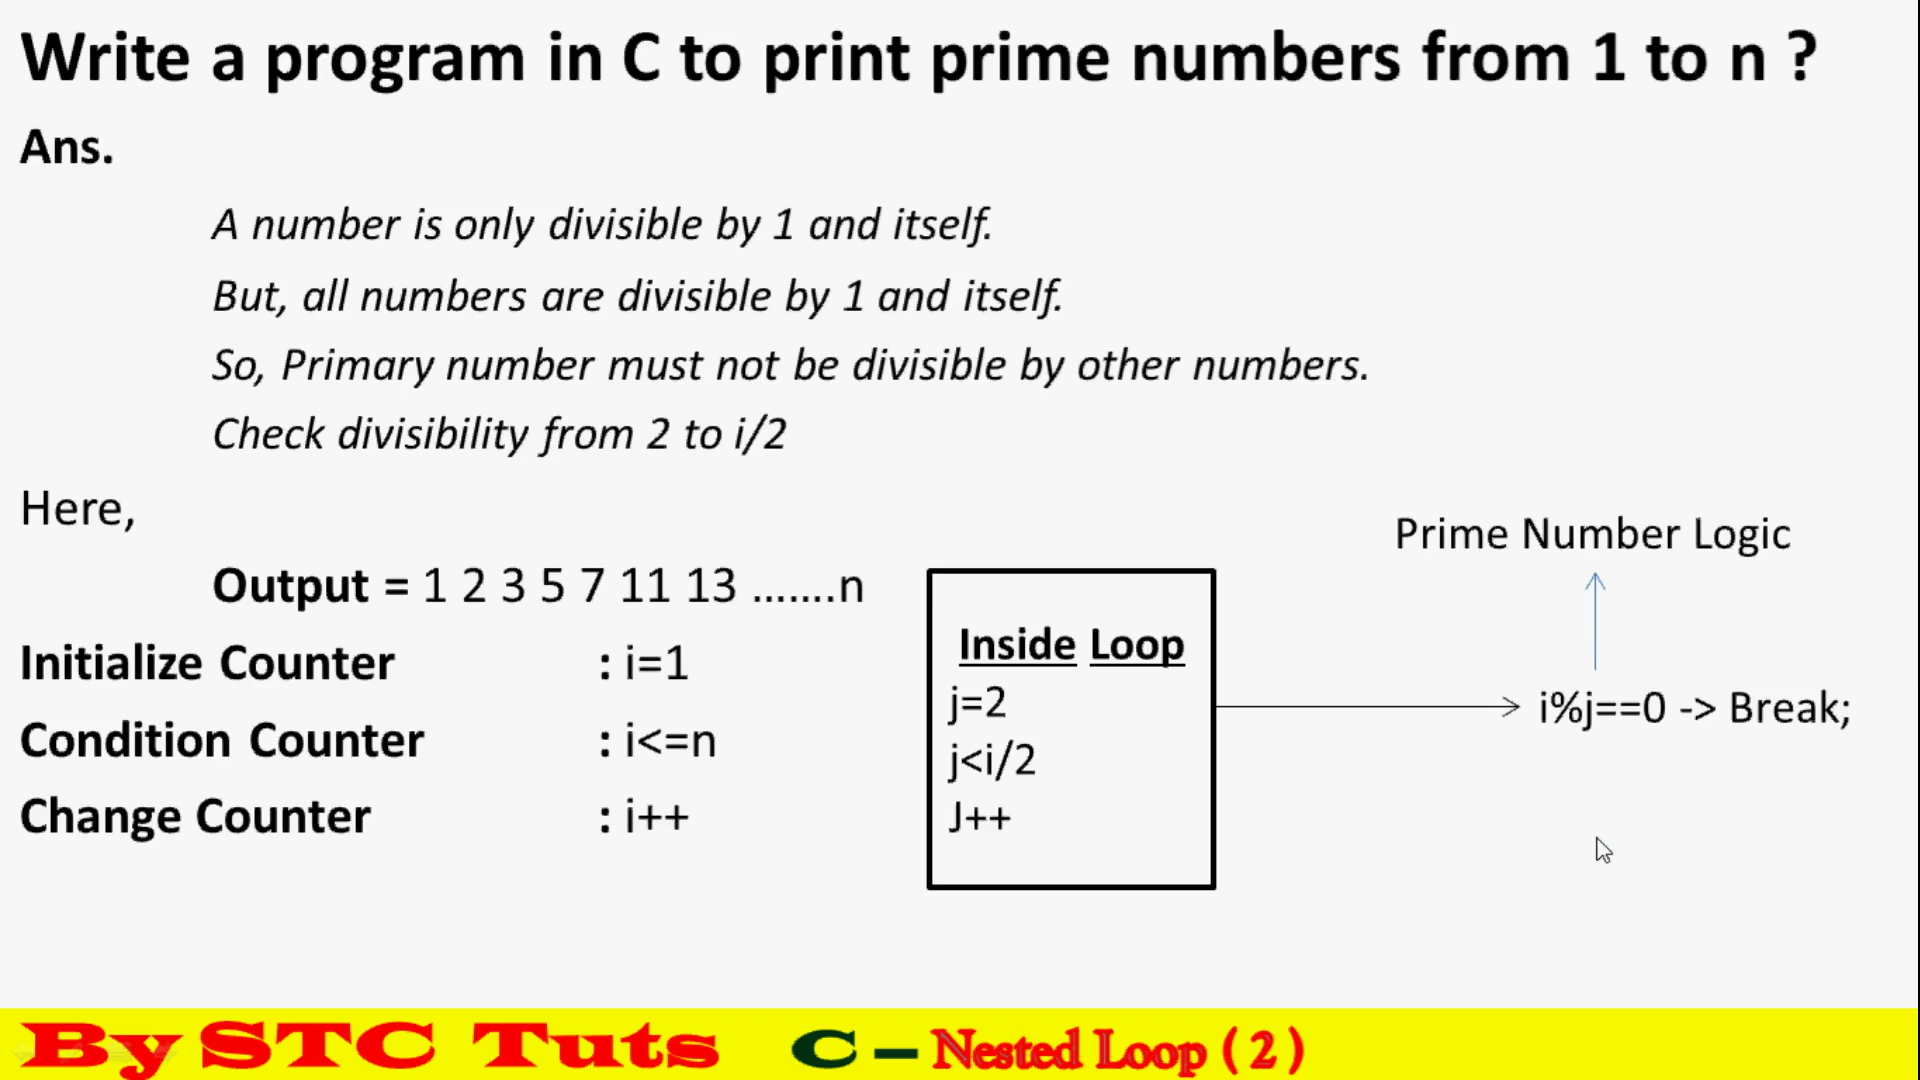 Write a program in C to print prime numbers from 1 to n ?
Ans.
A number is only divisible by 1 and itself.
But, all numbers are divisible by 1 and itself.
So, Primary number must not be divisible by other numbers.
Check divisibility from 2 to i/2
Here,
Output = 1 2 3 5 7 11 13 .......n
Initialize Counter : i=1
Condition Counter : i<=n
Change Counter : i++
Inside Loop
j=2
j<i/2
J++
Prime Number Logic
i%j==0 -> Break;
By STC Tuts C – Nested Loop ( 2 )